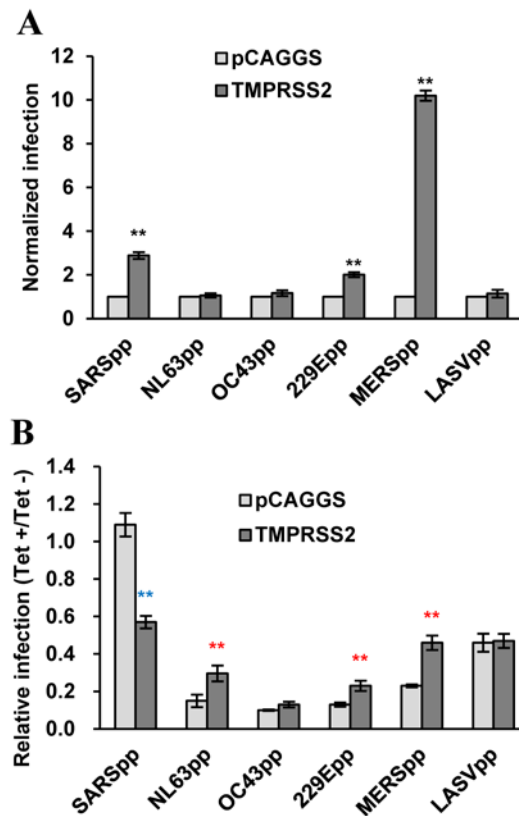 A
Normalized infection
12
10
8
6
4
2
0
pCAGGS
TMPRSS2
**
**
**
SARSpp
NL63pp
OC43pp
229Epp
MERSpp
LASVpp
B
Relative infection (Tet +/Tet -)
1.4
1.2
1.0
0.8
0.6
0.4
0.2
0.0
pCAGGS
TMPRSS2
**
**
**
**
SARSpp
NL63pp
OC43pp
229Epp
MERSpp
LASVpp